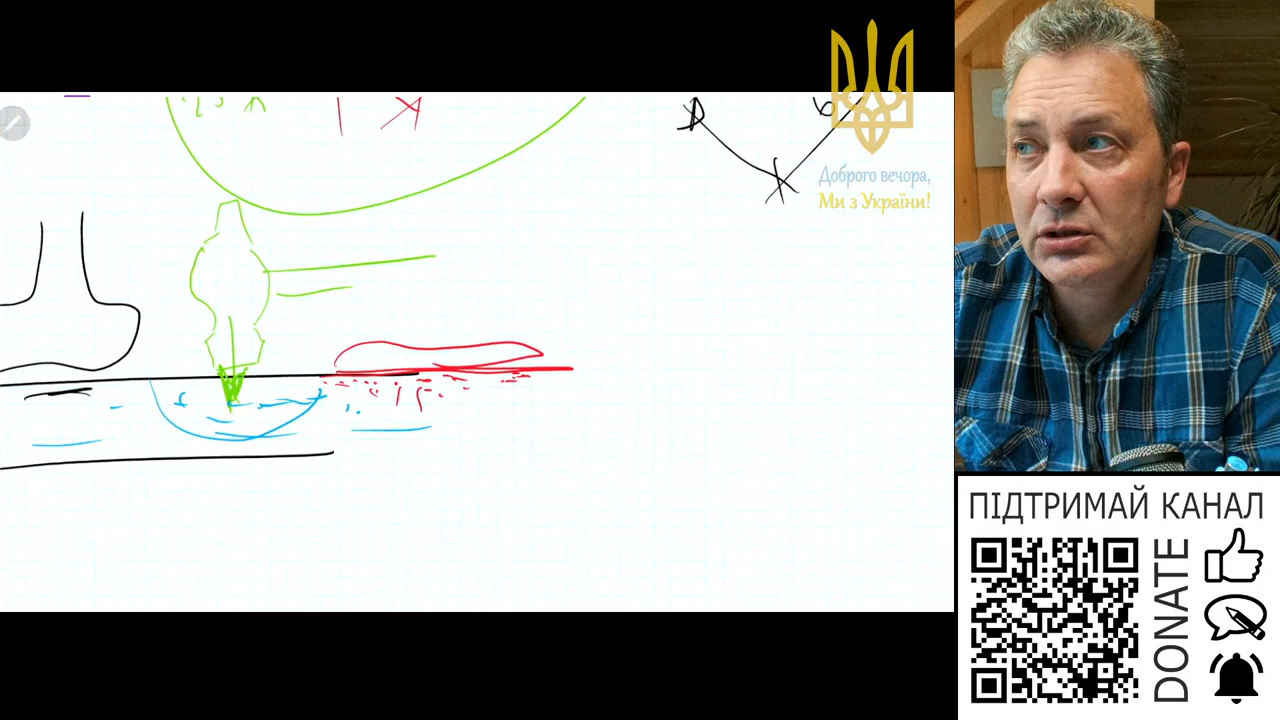 Доброго вечора,
Ми з України!
ПІДТРИМАЙ КАНАЛ
DONATE